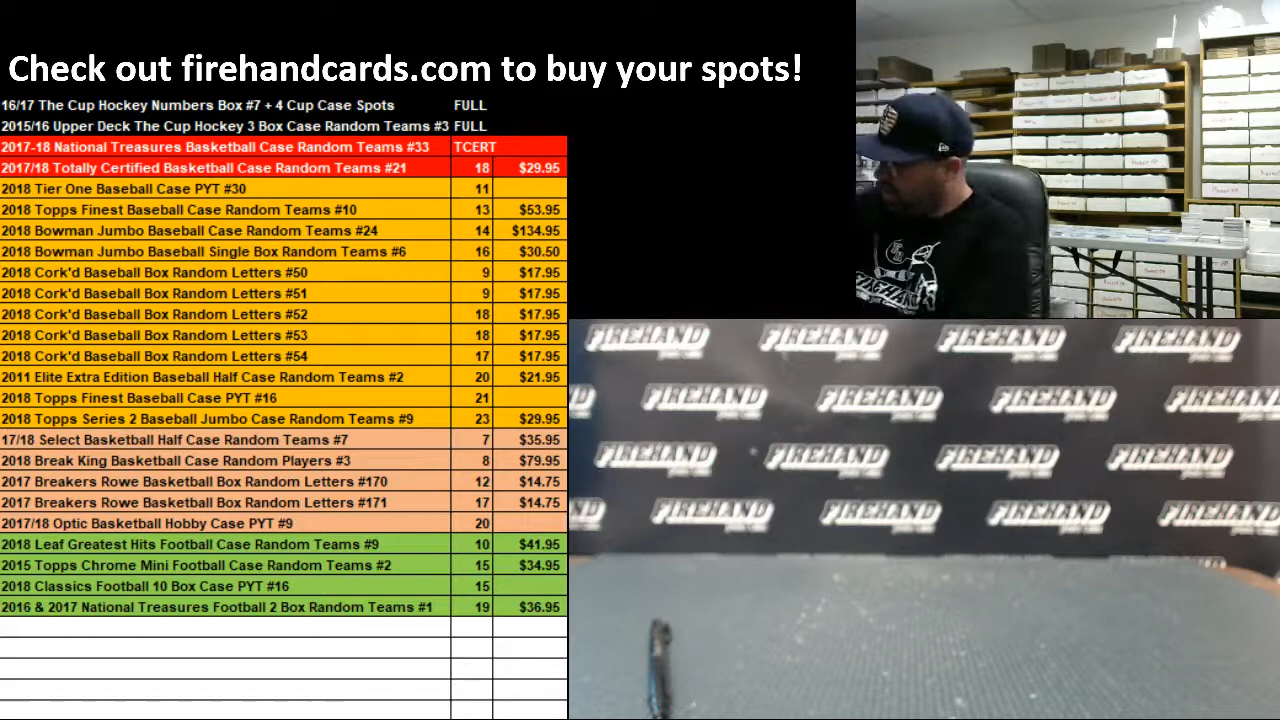 Check out firehandcards.com to buy your spots!
16/17 The Cup Hockey Numbers Box #7 + 4 Cup Case Spots FULL
2015/16 Upper Deck The Cup Hockey 3 Box Case Random Teams #3 FULL
2017-18 National Treasures Basketball Case Random Teams #33 TCERT
2017/18 Totally Certified Basketball Case Random Teams #21 18 $29.95
2018 Tier One Baseball Case PYT #30 11
2018 Topps Finest Baseball Case Random Teams #10 13 $53.95
2018 Bowman Jumbo Baseball Case Random Teams #24 14 $134.95
2018 Bowman Jumbo Baseball Single Box Random Teams #6 16 $30.50
2018 Cork'd Baseball Box Random Letters #50 9 $17.95
2018 Cork'd Baseball Box Random Letters #51 9 $17.95
2018 Cork'd Baseball Box Random Letters #52 18 $17.95
2018 Cork'd Baseball Box Random Letters #53 18 $17.95
2018 Cork'd Baseball Box Random Letters #54 17 $17.95
2011 Elite Extra Edition Baseball Half Case Random Teams #2 20 $21.95
2018 Topps Finest Baseball Case PYT #16 21
2018 Topps Series 2 Baseball Jumbo Case Random Teams #9 23 $29.95
17/18 Select Basketball Half Case Random Teams #7 7 $35.95
2018 Break King Basketball Case Random Players #3 8 $79.95
2017 Breakers Rowe Basketball Box Random Letters #170 12 $14.75
2017 Breakers Rowe Basketball Box Random Letters #171 17 $14.75
2017/18 Optic Basketball Hobby Case PYT #9 20
2018 Leaf Greatest Hits Football Case Random Teams #9 10 $41.95
2015 Topps Chrome Mini Football Case Random Teams #2 15 $34.95
2018 Classics Football 10 Box Case PYT #16 15
2016 & 2017 National Treasures Football 2 Box Random Teams #1 19 $36.95
FIREHAND FIREHAND FIREHAND FIREHAND
FIREHAND FIREHAND FIREHAND
FIREHAND FIREHAND FIREHAND FIREHAND
FIREHAND FIREHAND FIREHAND FIREHAND